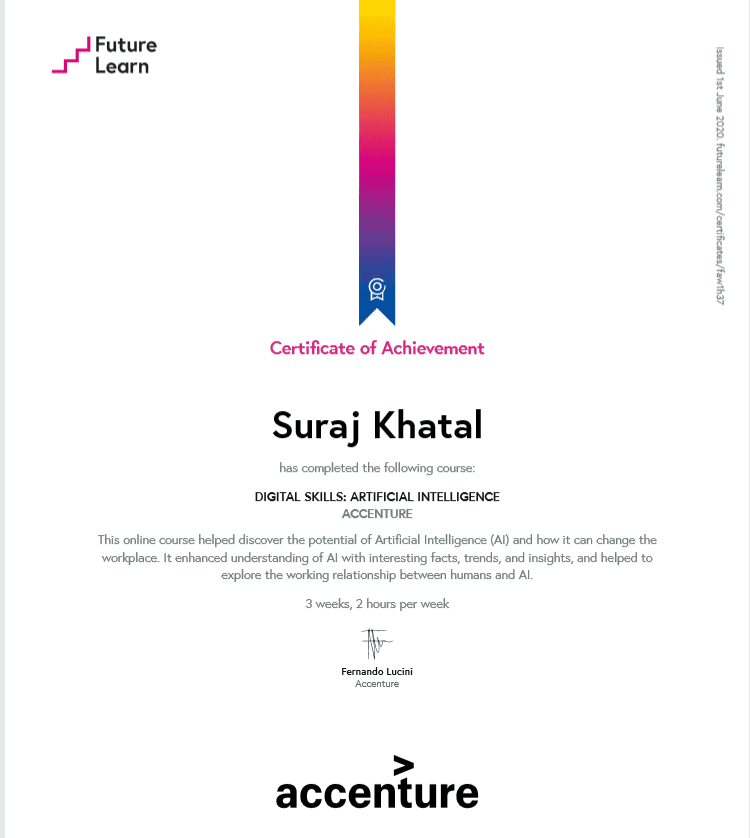 Future
Learn
Issued 1st June 2020. futurelearn.com/certificates/faw1h37
Certificate of Achievement
Suraj Khatal
has completed the following course:
DIGITAL SKILLS: ARTIFICIAL INTELLIGENCE
ACCENTURE
This online course helped discover the potential of Artificial Intelligence (AI) and how it can change the
workplace. It enhanced understanding of AI with interesting facts, trends, and insights, and helped to
explore the working relationship between humans and AI.
3 weeks, 2 hours per week
Fernando Lucini
Accenture
accenture